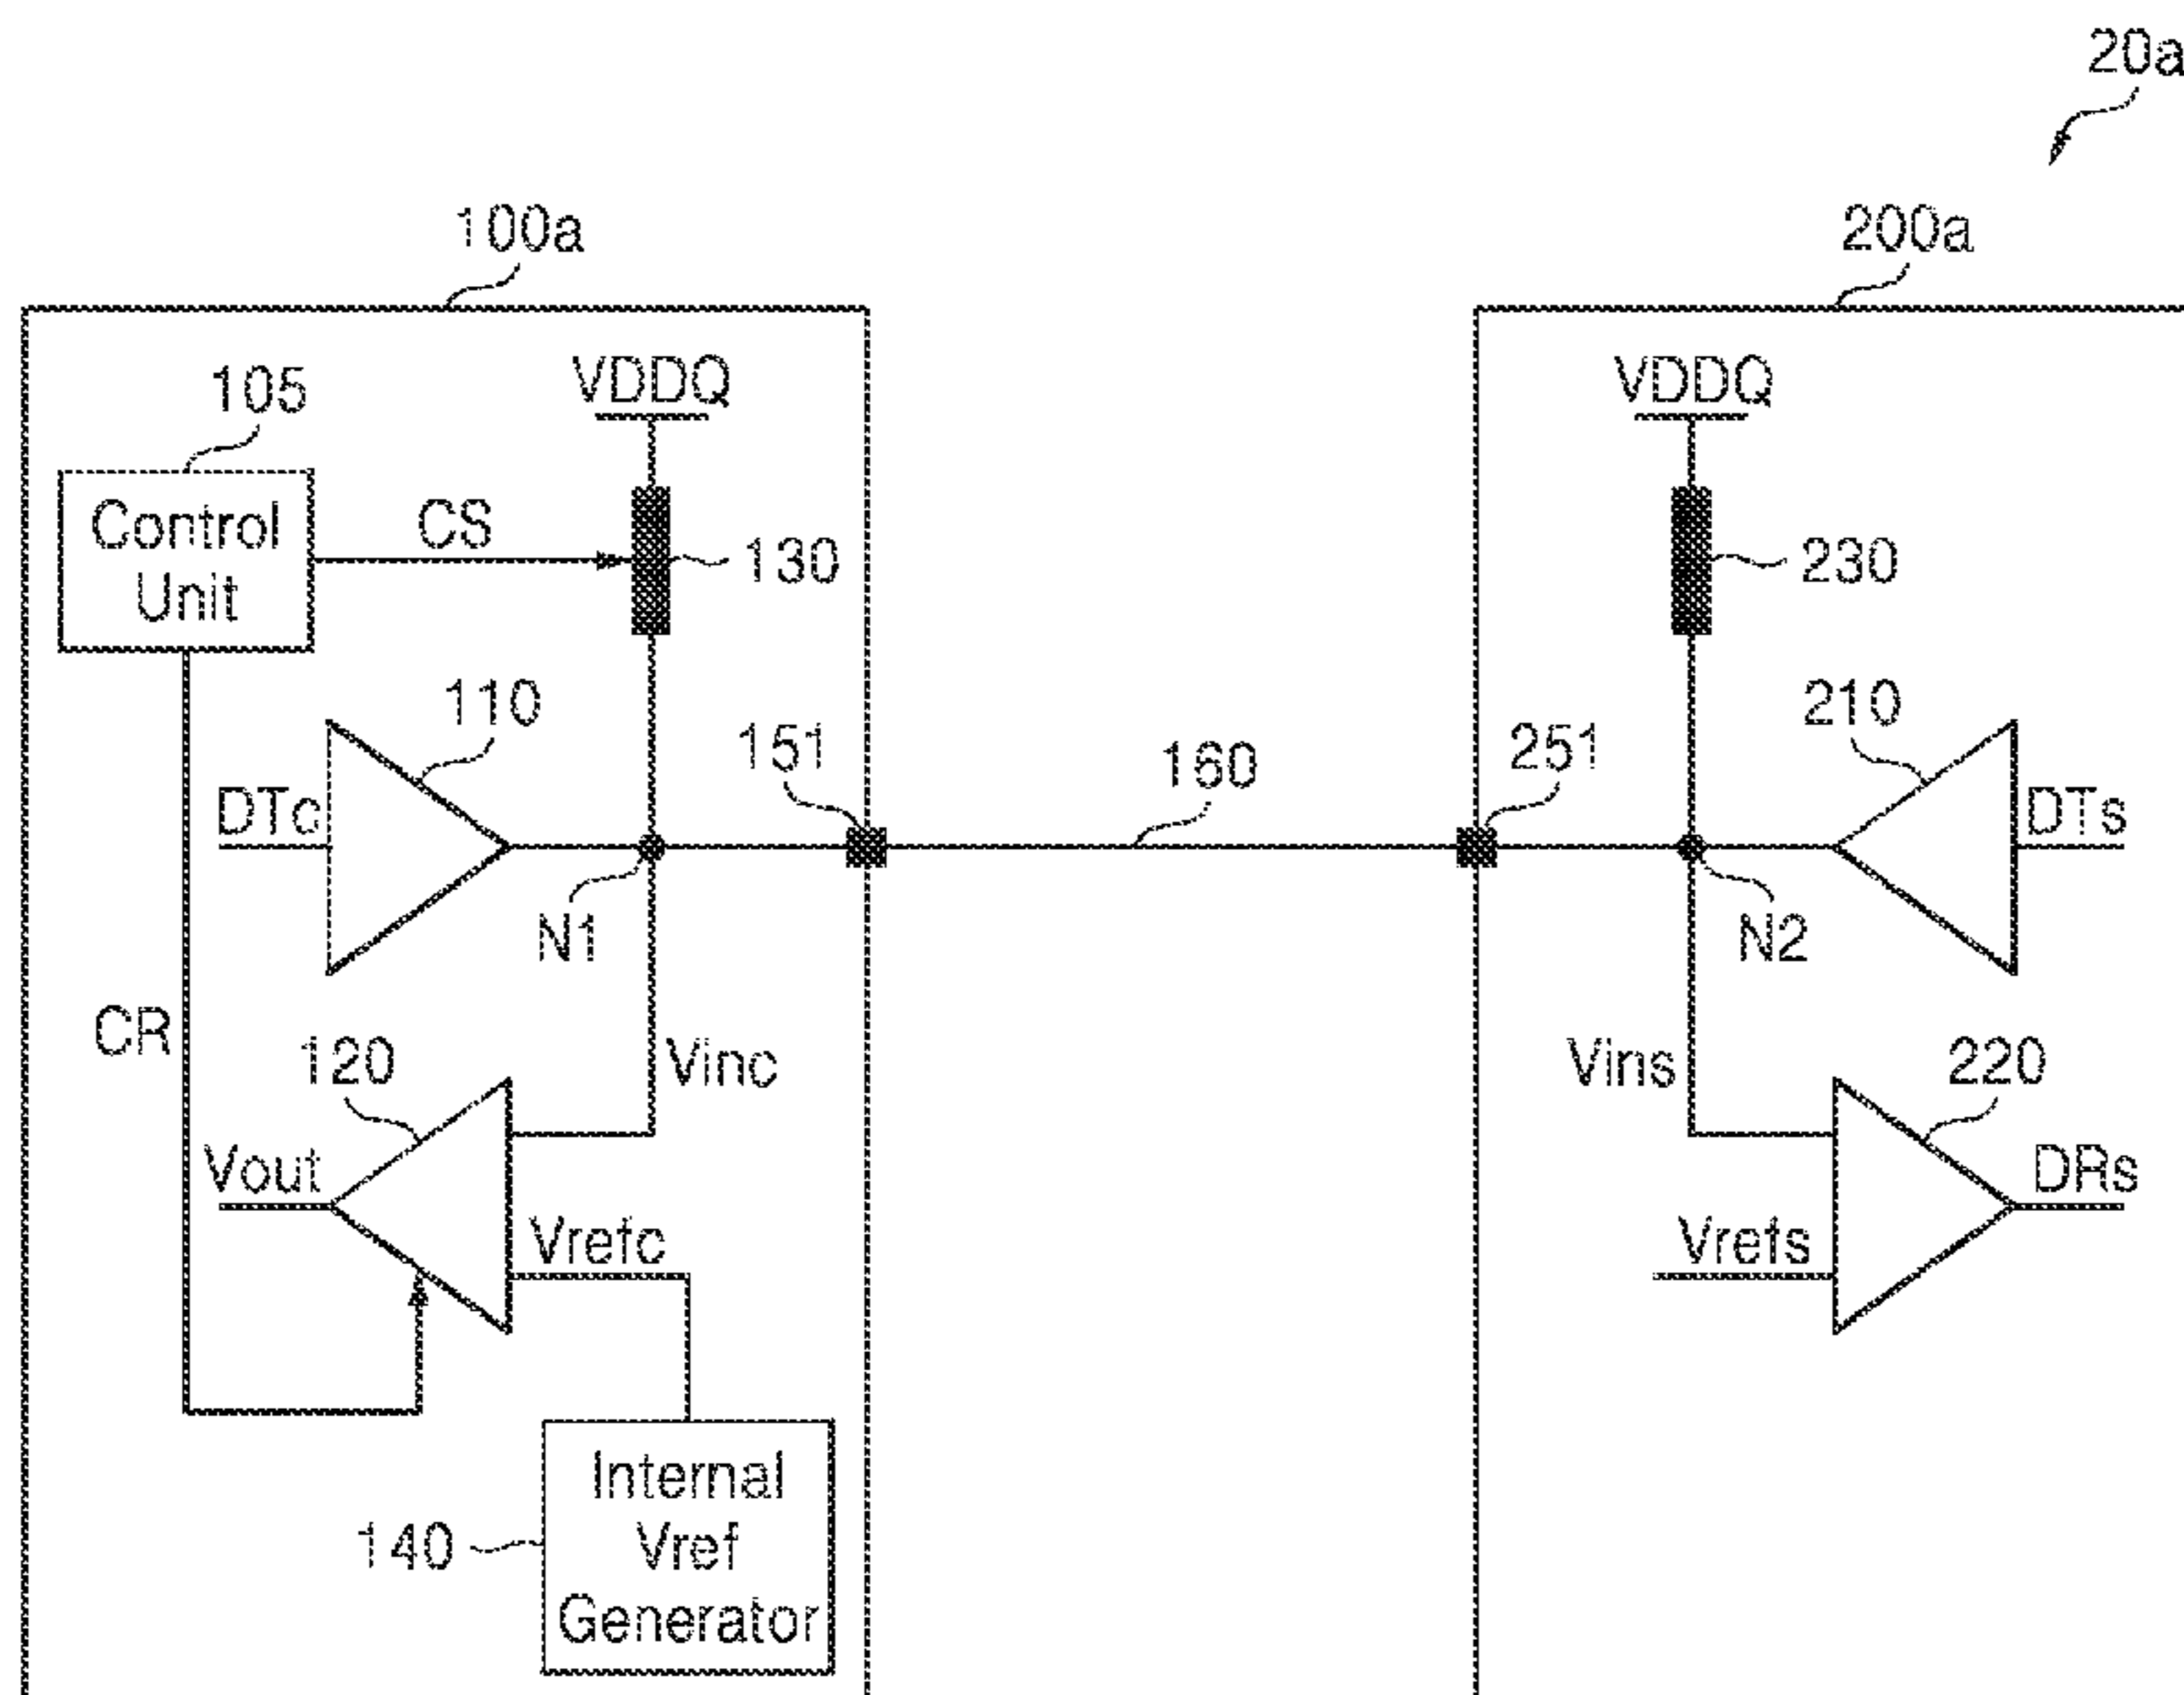 20a
100a
200a
VDDQ
VDDQ
105
Control
Unit
CS
130
230
110
151
160
251
210
DTc
DTs
N1
N2
CR
120
Vinc
Vins
220
Vout
Vrefc
Vrefs
DRs
140
Internal
Vref
Generator